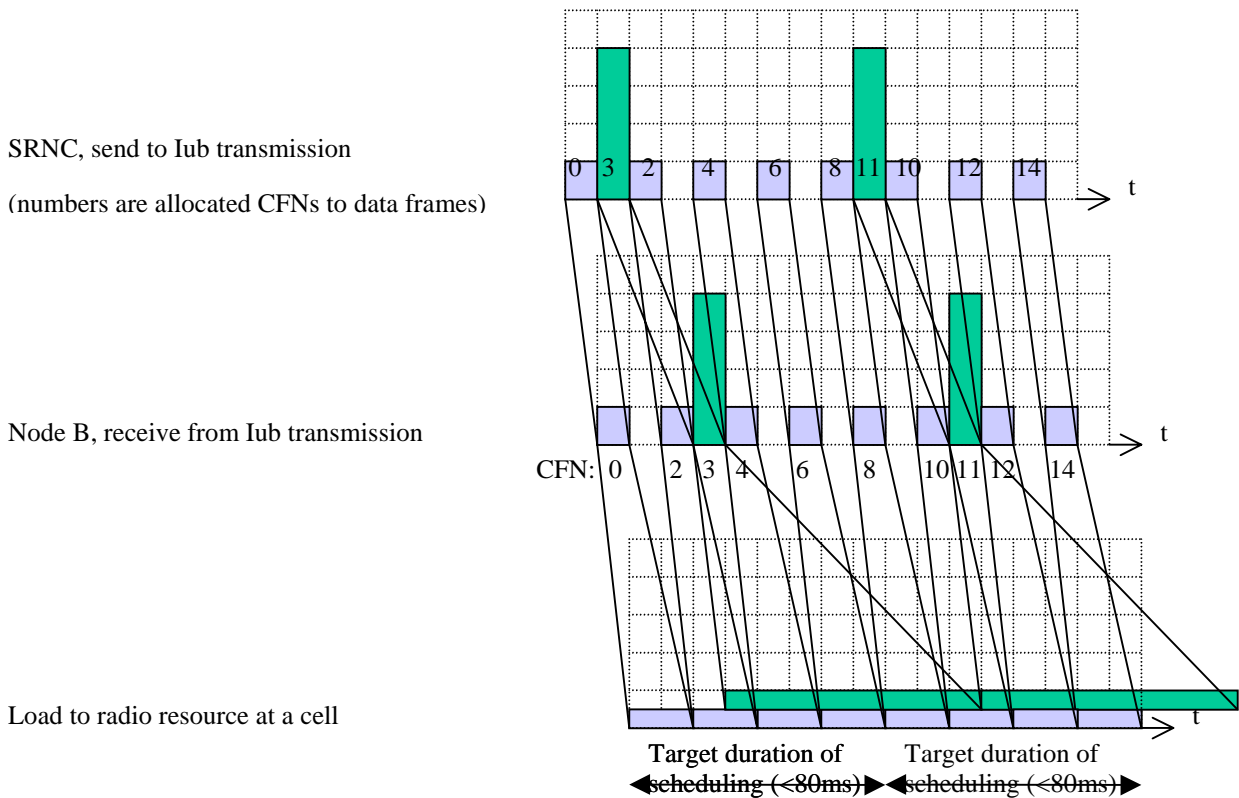 SRNC, send to Iub transmission
(numbers are allocated CFNs to data frames)
0 3 2 4 6 8 11 10 12 14
t
Node B, receive from Iub transmission
t
CFN: 0 2 3 4 6 8 10 11 12 14
Load to radio resource at a cell
t
Target duration of scheduling (<80ms)
Target duration of scheduling (<80ms)